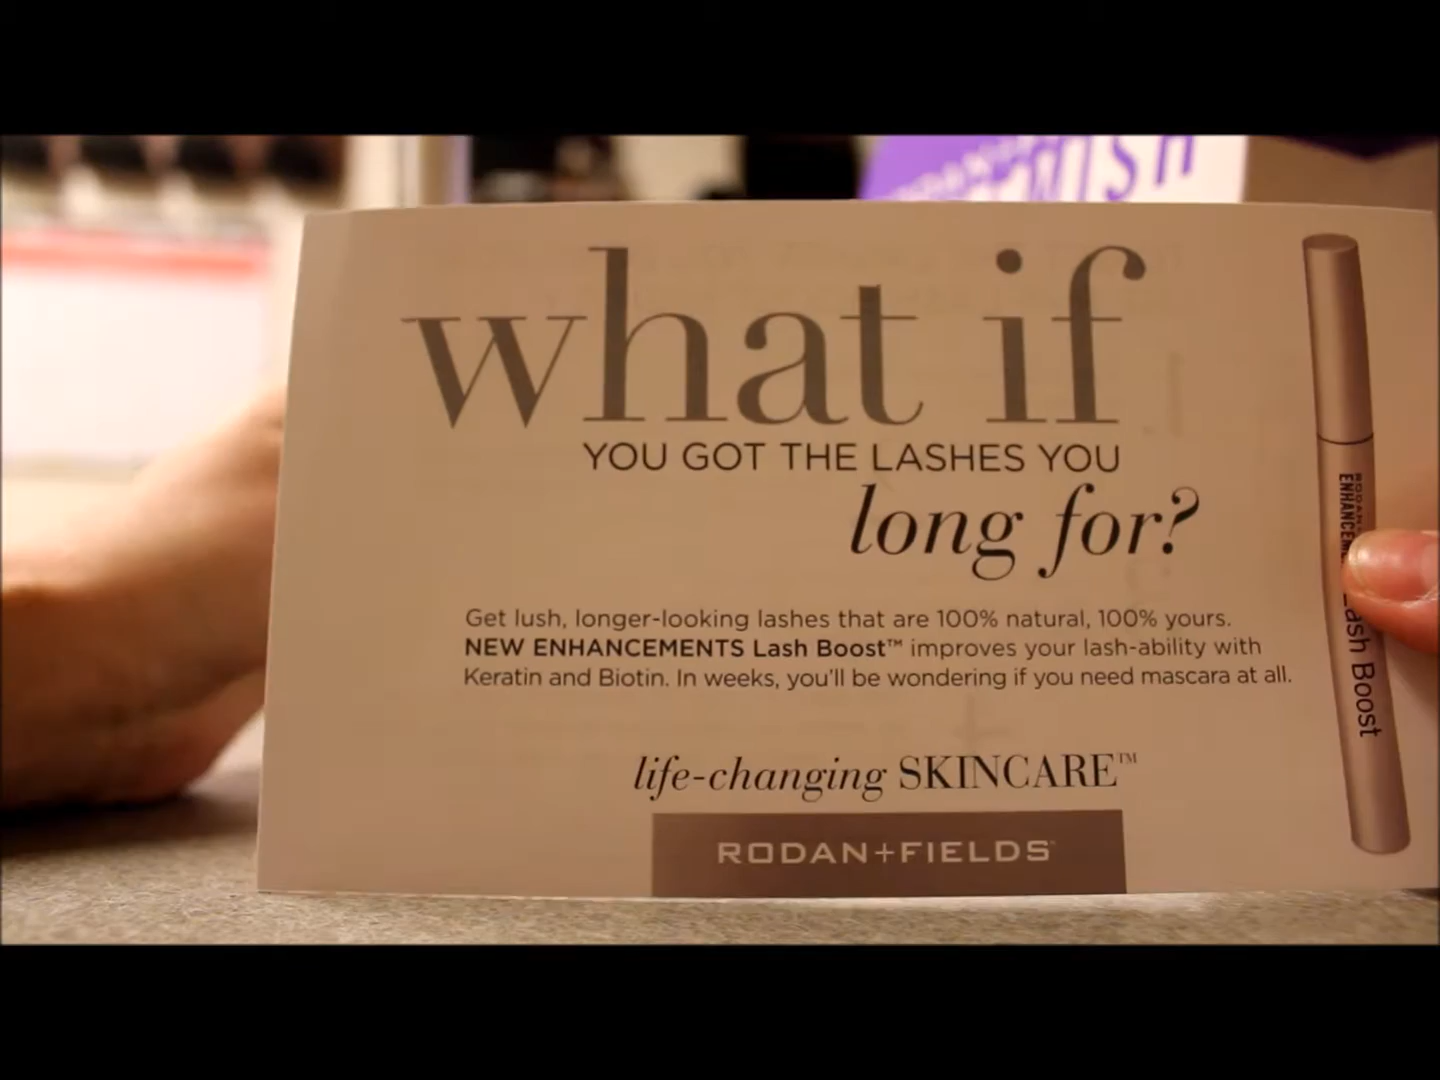 what if
YOU GOT THE LASHES YOU
long for?
Get lush, longer-looking lashes that are 100% natural, 100% yours.
NEW ENHANCEMENTS Lash Boost™ improves your lash-ability with
Keratin and Biotin. In weeks, you'll be wondering if you need mascara at all.
life-changing SKINCARE™
RODAN+FIELDS
Boost